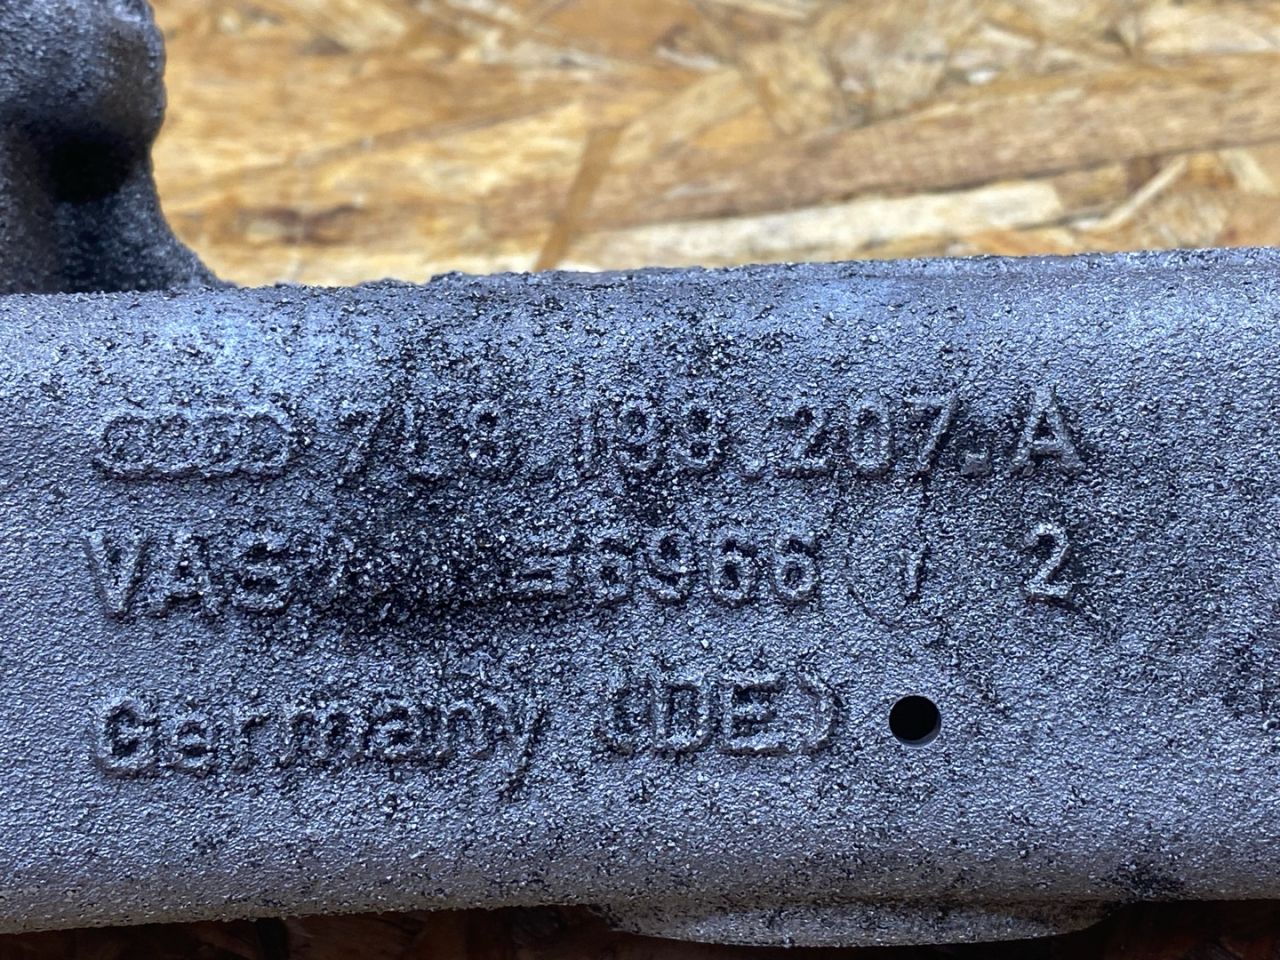 7L8.199.207.A
VAS 6966 / 2
Germany (DE)